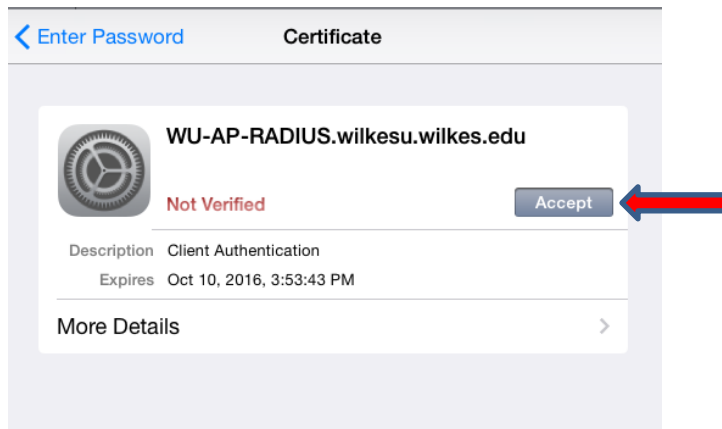 Enter Password Certificate
WU-AP-RADIUS.wilkesu.wilkes.edu
Not Verified Accept
Description Client Authentication
Expires Oct 10, 2016, 3:53:43 PM
More Details